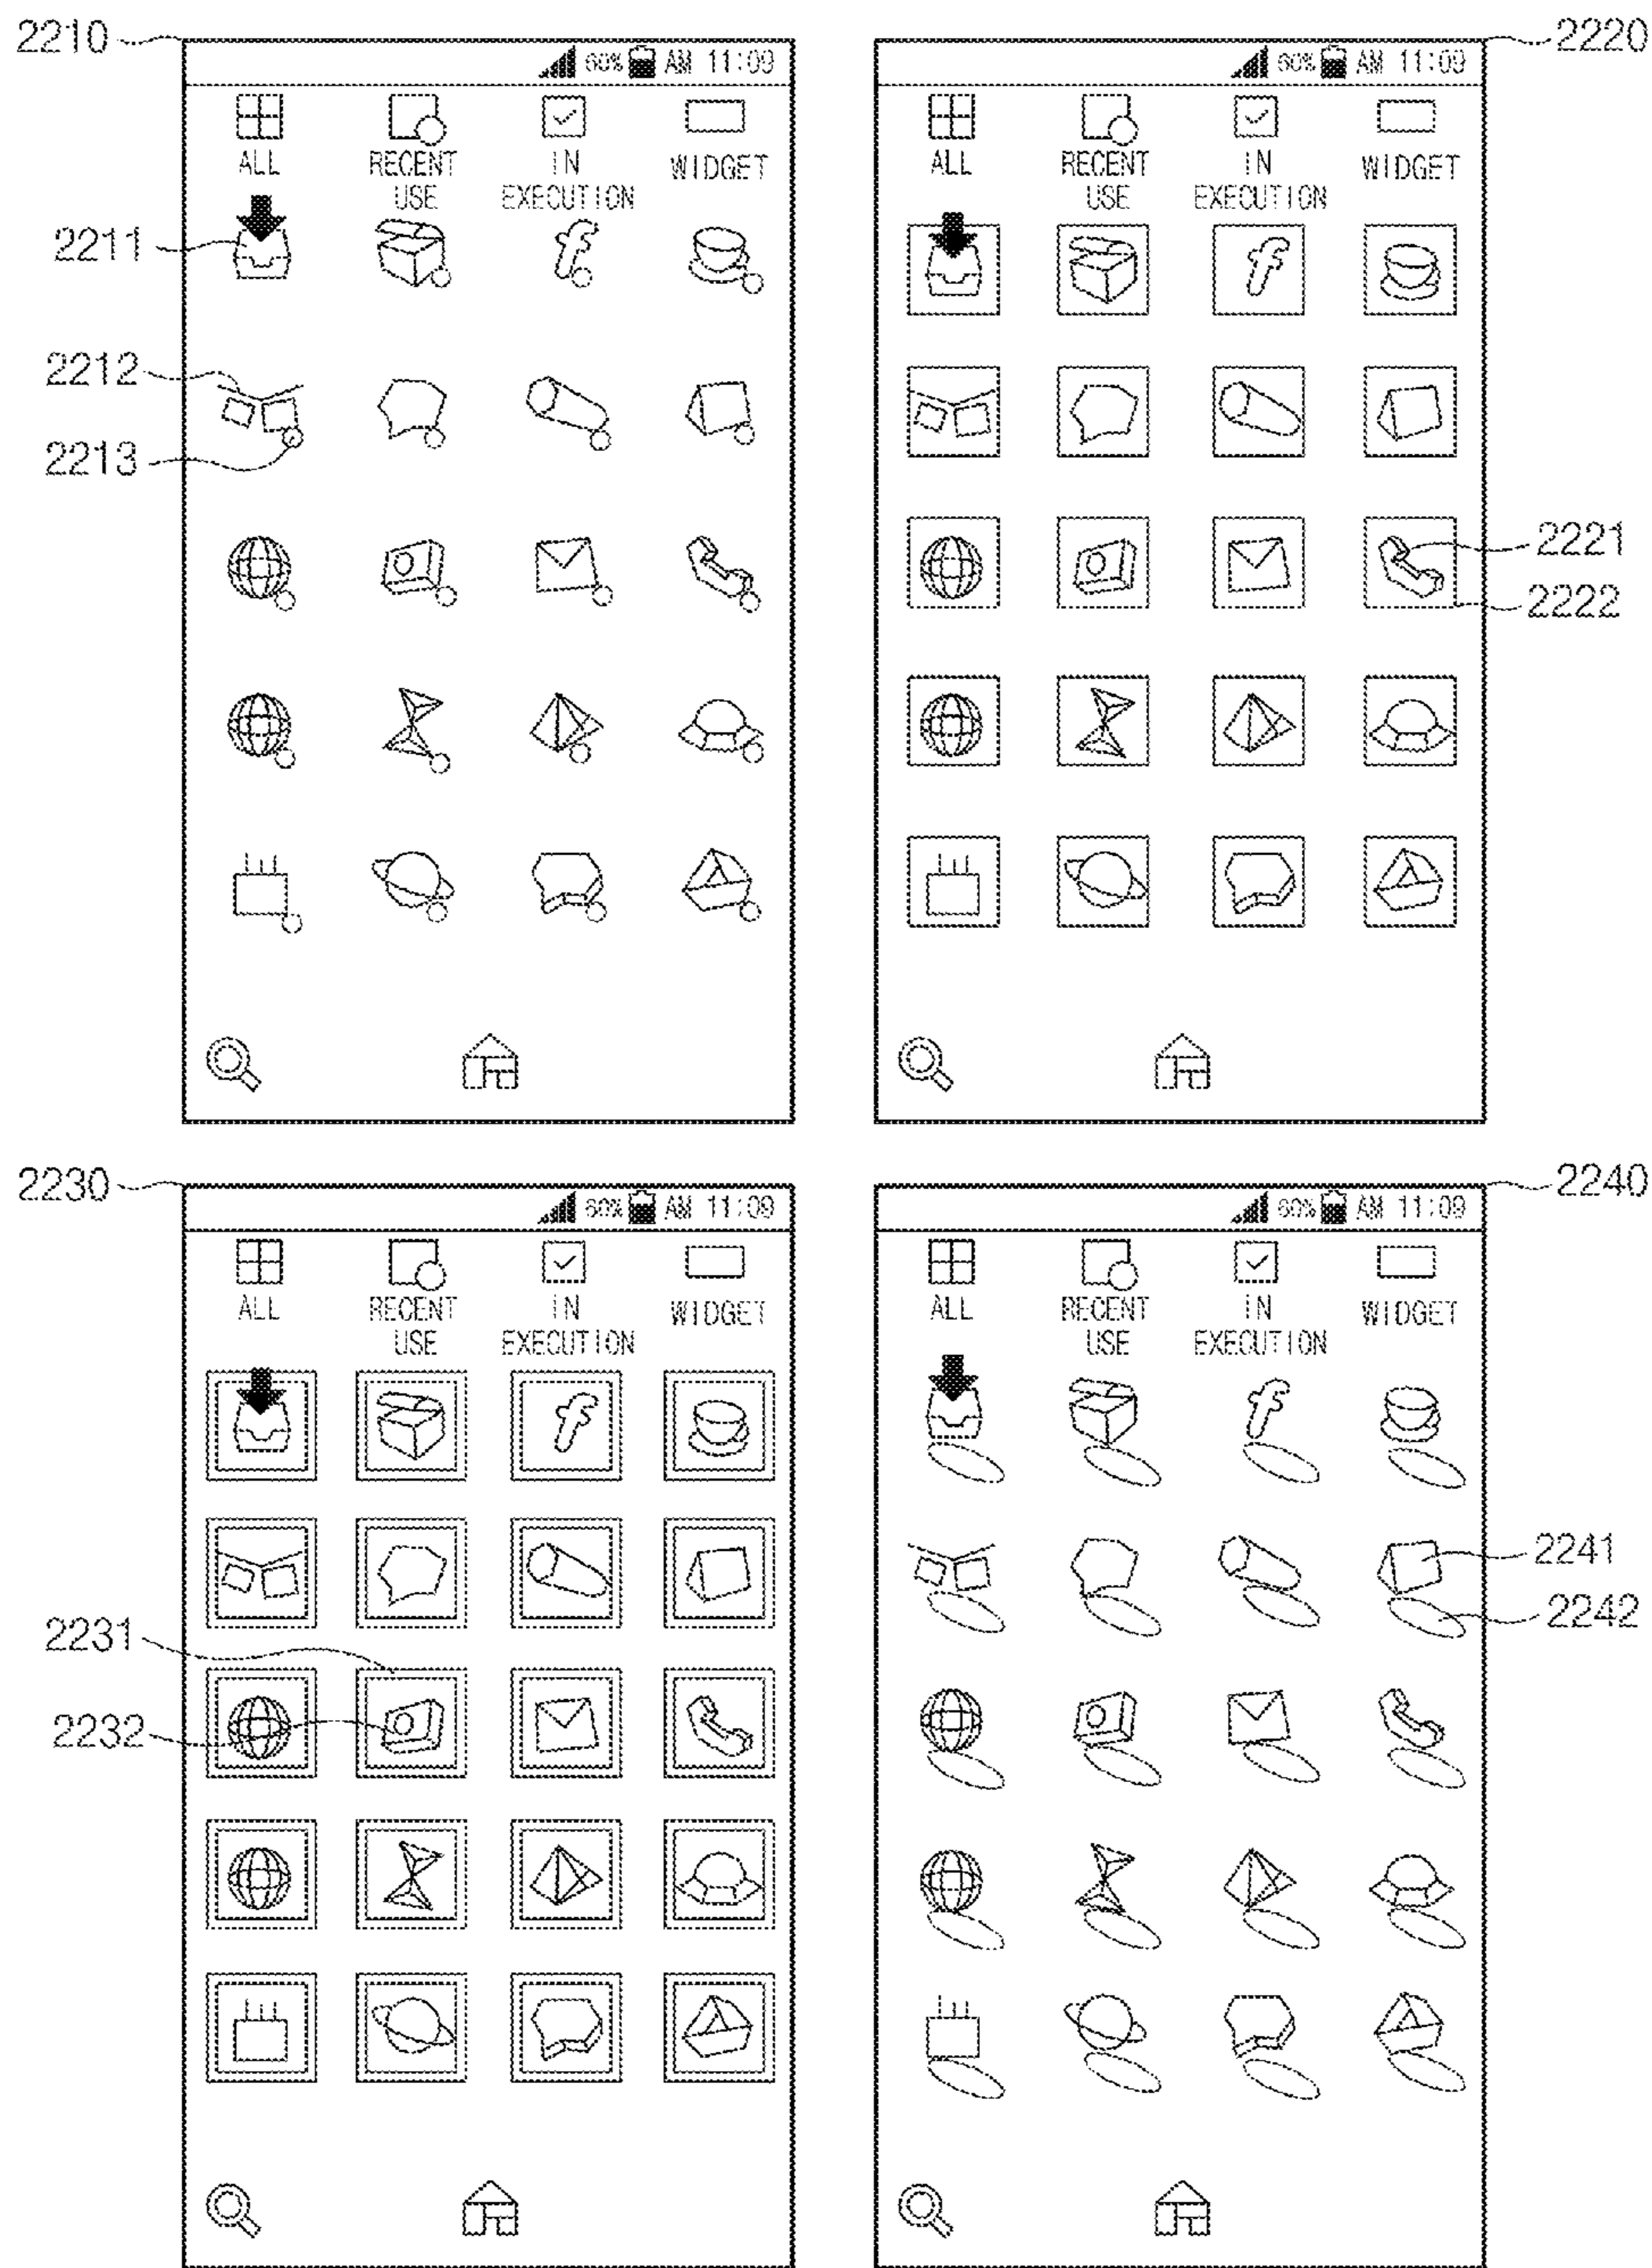 2210
60% AM 11:09
ALL RECENT USE IN EXECUTION WIDGET
2211
2212
2213
2220
60% AM 11:09
ALL RECENT USE IN EXECUTION WIDGET
2221
2222
2230
60% AM 11:09
ALL RECENT USE IN EXECUTION WIDGET
2231
2232
2240
60% AM 11:09
ALL RECENT USE IN EXECUTION WIDGET
2241
2242